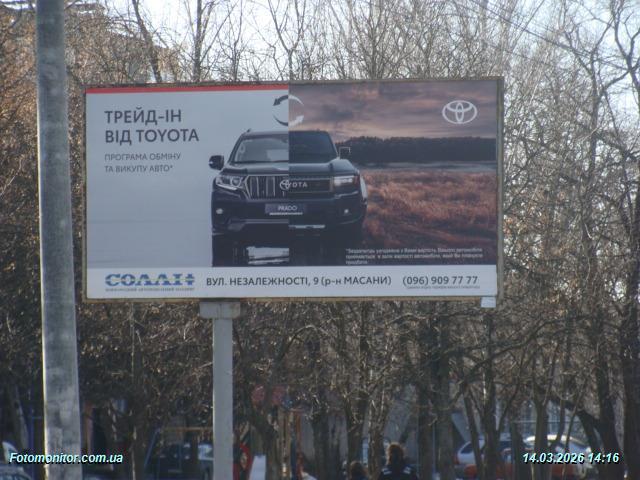 ТРЕЙД-ІН
ВІД TOYOTA
ПРОГРАМА ОБМІНУ
ТА ВИКУПУ АВТО*
TOYOTA
PRADO
СОЛЛІ+
ВУЛ. НЕЗАЛЕЖНОСТІ, 9 (р-н МАСАНИ)
(096) 909 77 77
Fotomonitor.com.ua
14.03.2026 14:16